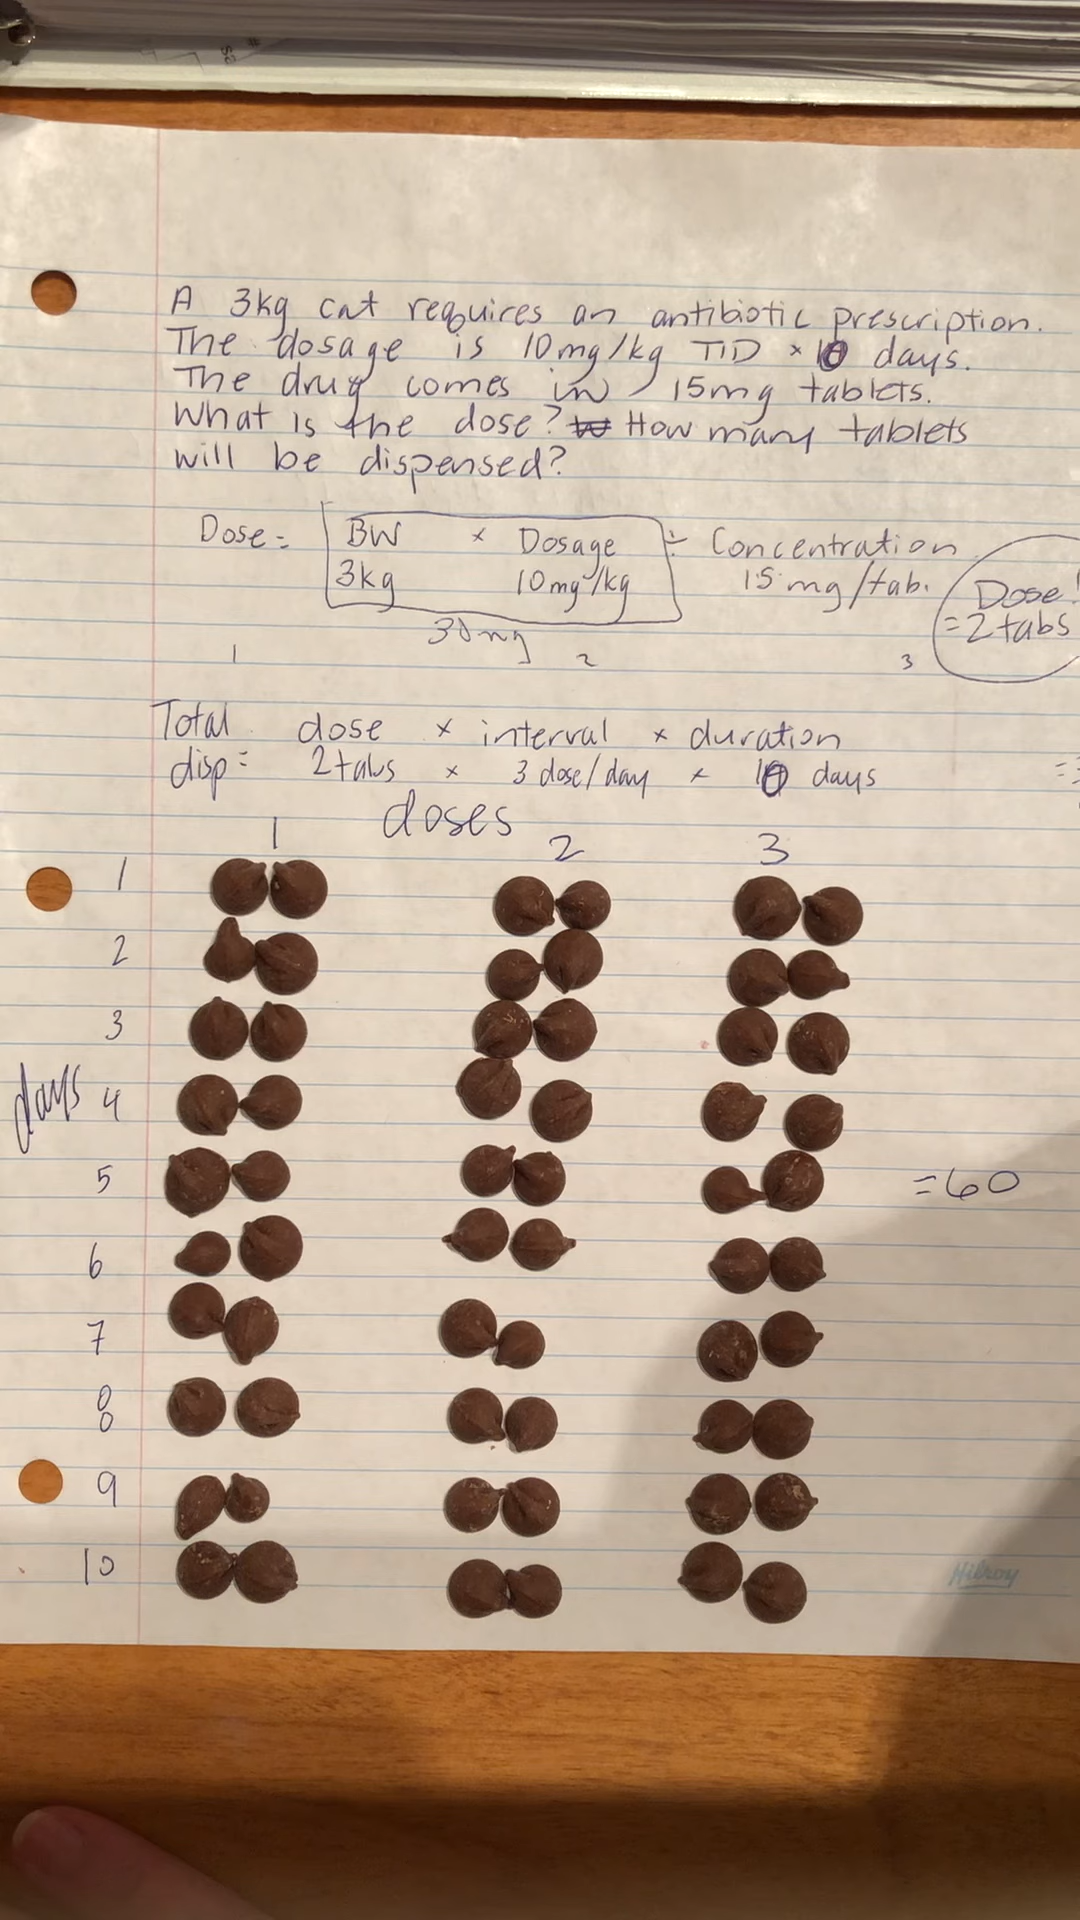 A 3kg cat requires an antibiotic prescription.
The dosage is 10mg/kg TID × 10 days.
The drug comes in 15mg tablets.
What is the dose? How many tablets
will be dispensed?
Dose = BW × Dosage ÷ Concentration
3kg 10mg/kg 15mg/tab.
Dose!
= 2 tabs
30mg
1 2 3
Total dose × interval × duration
disp = 2 tabs × 3 dose/day × 10 days =
doses
1 2 3
1
2
3
days 4
5 = 60
6
7
8
9
10
Hilroy